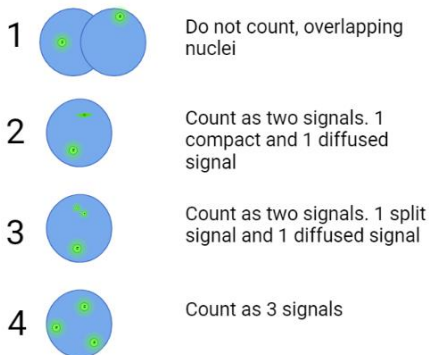 1
Do not count, overlapping
nuclei
2
Count as two signals. 1
compact and 1 diffused
signal
3
Count as two signals. 1 split
signal and 1 diffused signal
4
Count as 3 signals